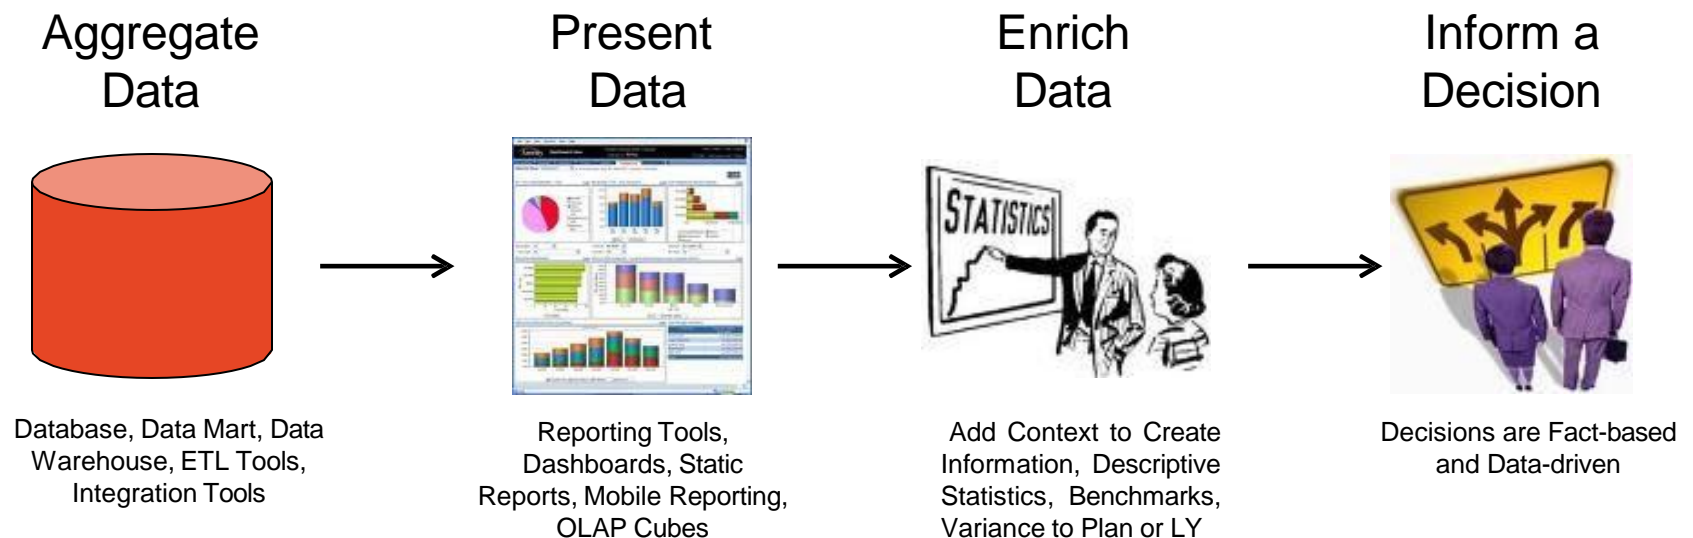 Aggregate
Data
Present
Data
Enrich
Data
Inform a
Decision
STATISTICS
Database, Data Mart, Data
Warehouse, ETL Tools,
Integration Tools
Reporting Tools,
Dashboards, Static
Reports, Mobile Reporting,
OLAP Cubes
Add Context to Create
Information, Descriptive
Statistics, Benchmarks,
Variance to Plan or LY
Decisions are Fact-based
and Data-driven